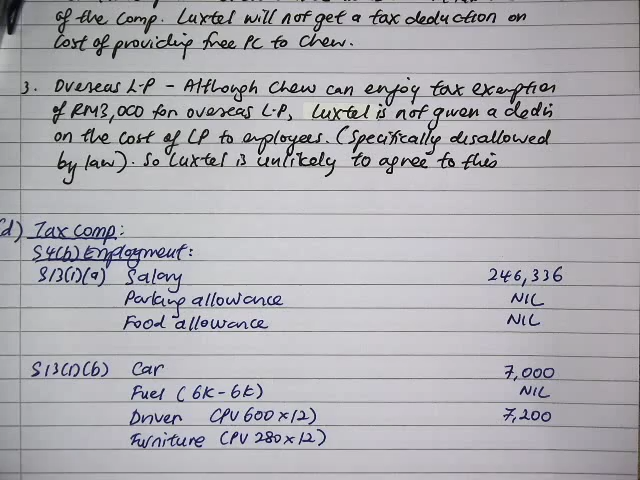 of the comp. Luxtel will not get a tax deduction on
cost of providing free PC to Chew.
3. Overseas L-P - Although Chew can enjoy tax exemption
of RM3,000 for overseas L-P, Luxtel is not given a dedn
on the cost of LP to employees. (Specifically disallowed
by law). So Luxtel is unlikely to agree to this
d) Tax comp:
S4(b) Employment:
S13(1)(a) Salary 246,336
Parking allowance NIL
Food allowance NIL
S13(1)(b) Car 7,000
Fuel (6K-6K) NIL
Driver (PV 600 x 12) 7,200
Furniture (PV 280 x 12)